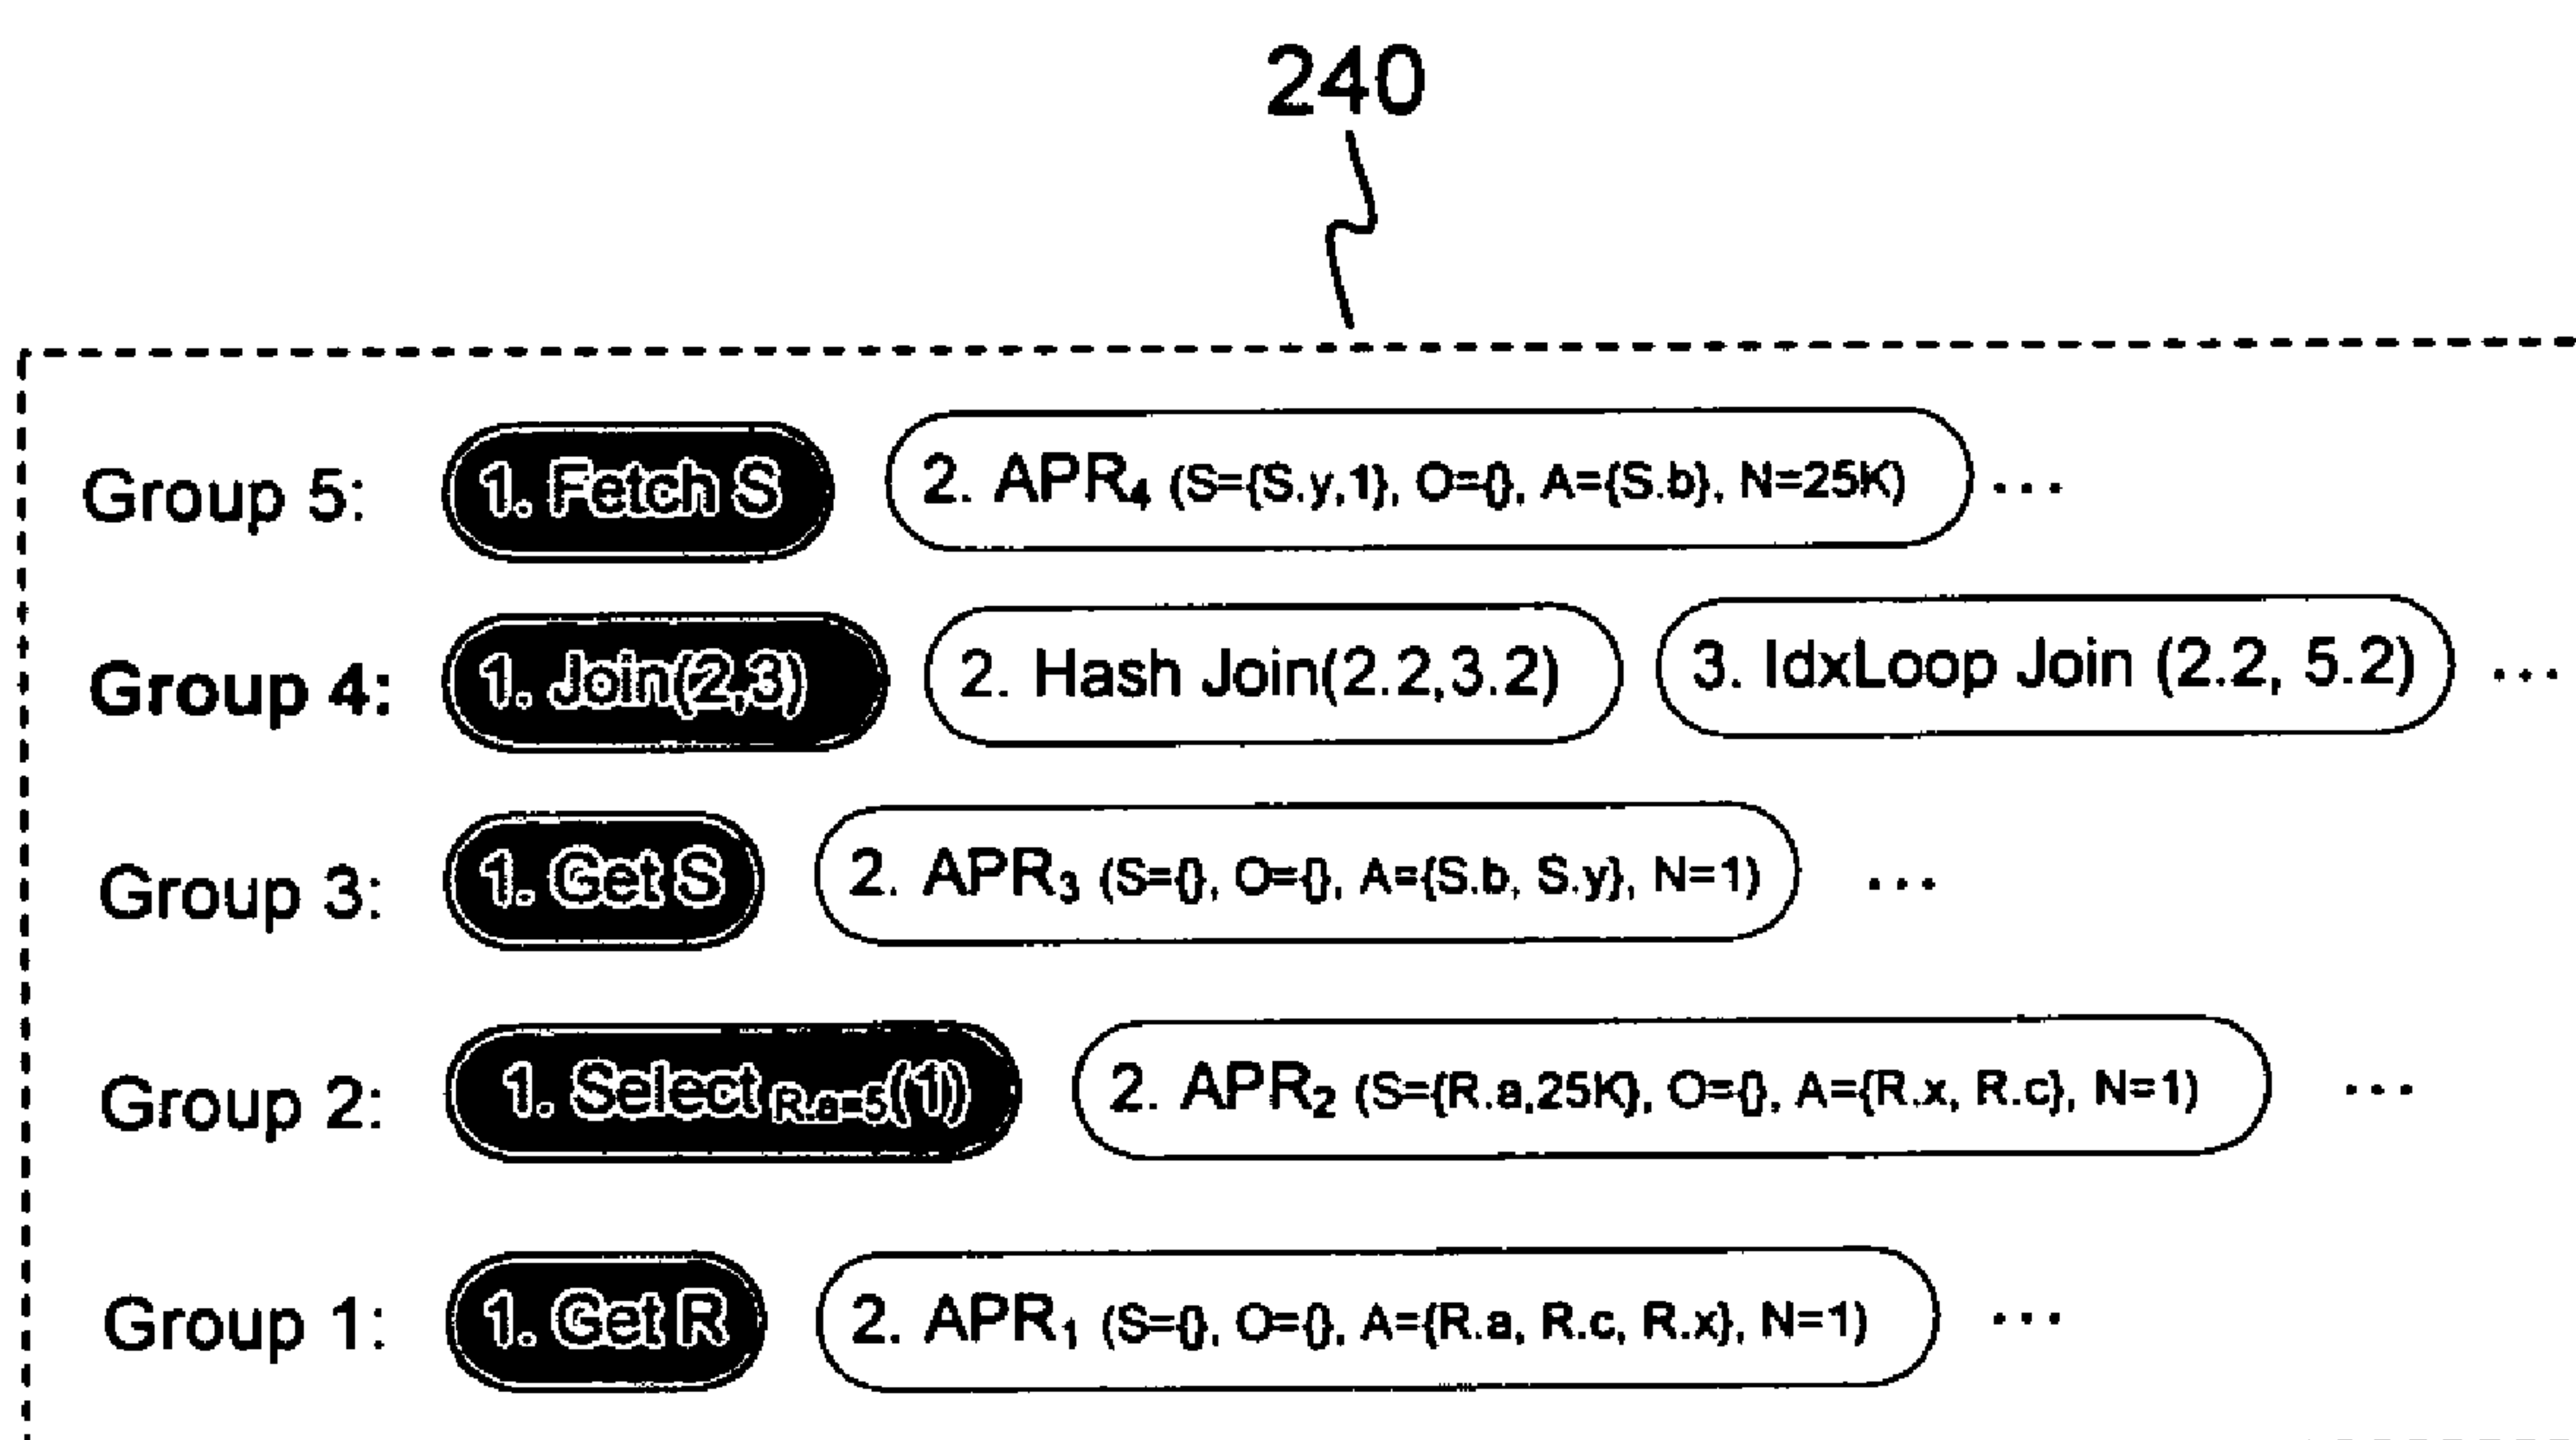 240
Group 5: 1. Fetch S 2. APR₄ (S={S.y,1}, O={}, A={S.b}, N=25K) ...
Group 4: 1. Join(2,3) 2. Hash Join(2.2,3.2) 3. IdxLoop Join (2.2, 5.2) ...
Group 3: 1. Get S 2. APR₃ (S={}, O={}, A={S.b, S.y}, N=1) ...
Group 2: 1. Select R.a=5(1) 2. APR₂ (S={R.a,25K}, O={}, A={R.x, R.c}, N=1) ...
Group 1: 1. Get R 2. APR₁ (S={}, O={}, A={R.a, R.c, R.x}, N=1) ...